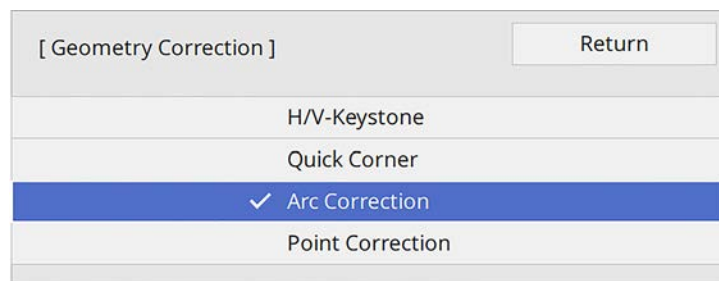 [ Geometry Correction ]
Return
H/V-Keystone
Quick Corner
Arc Correction
Point Correction